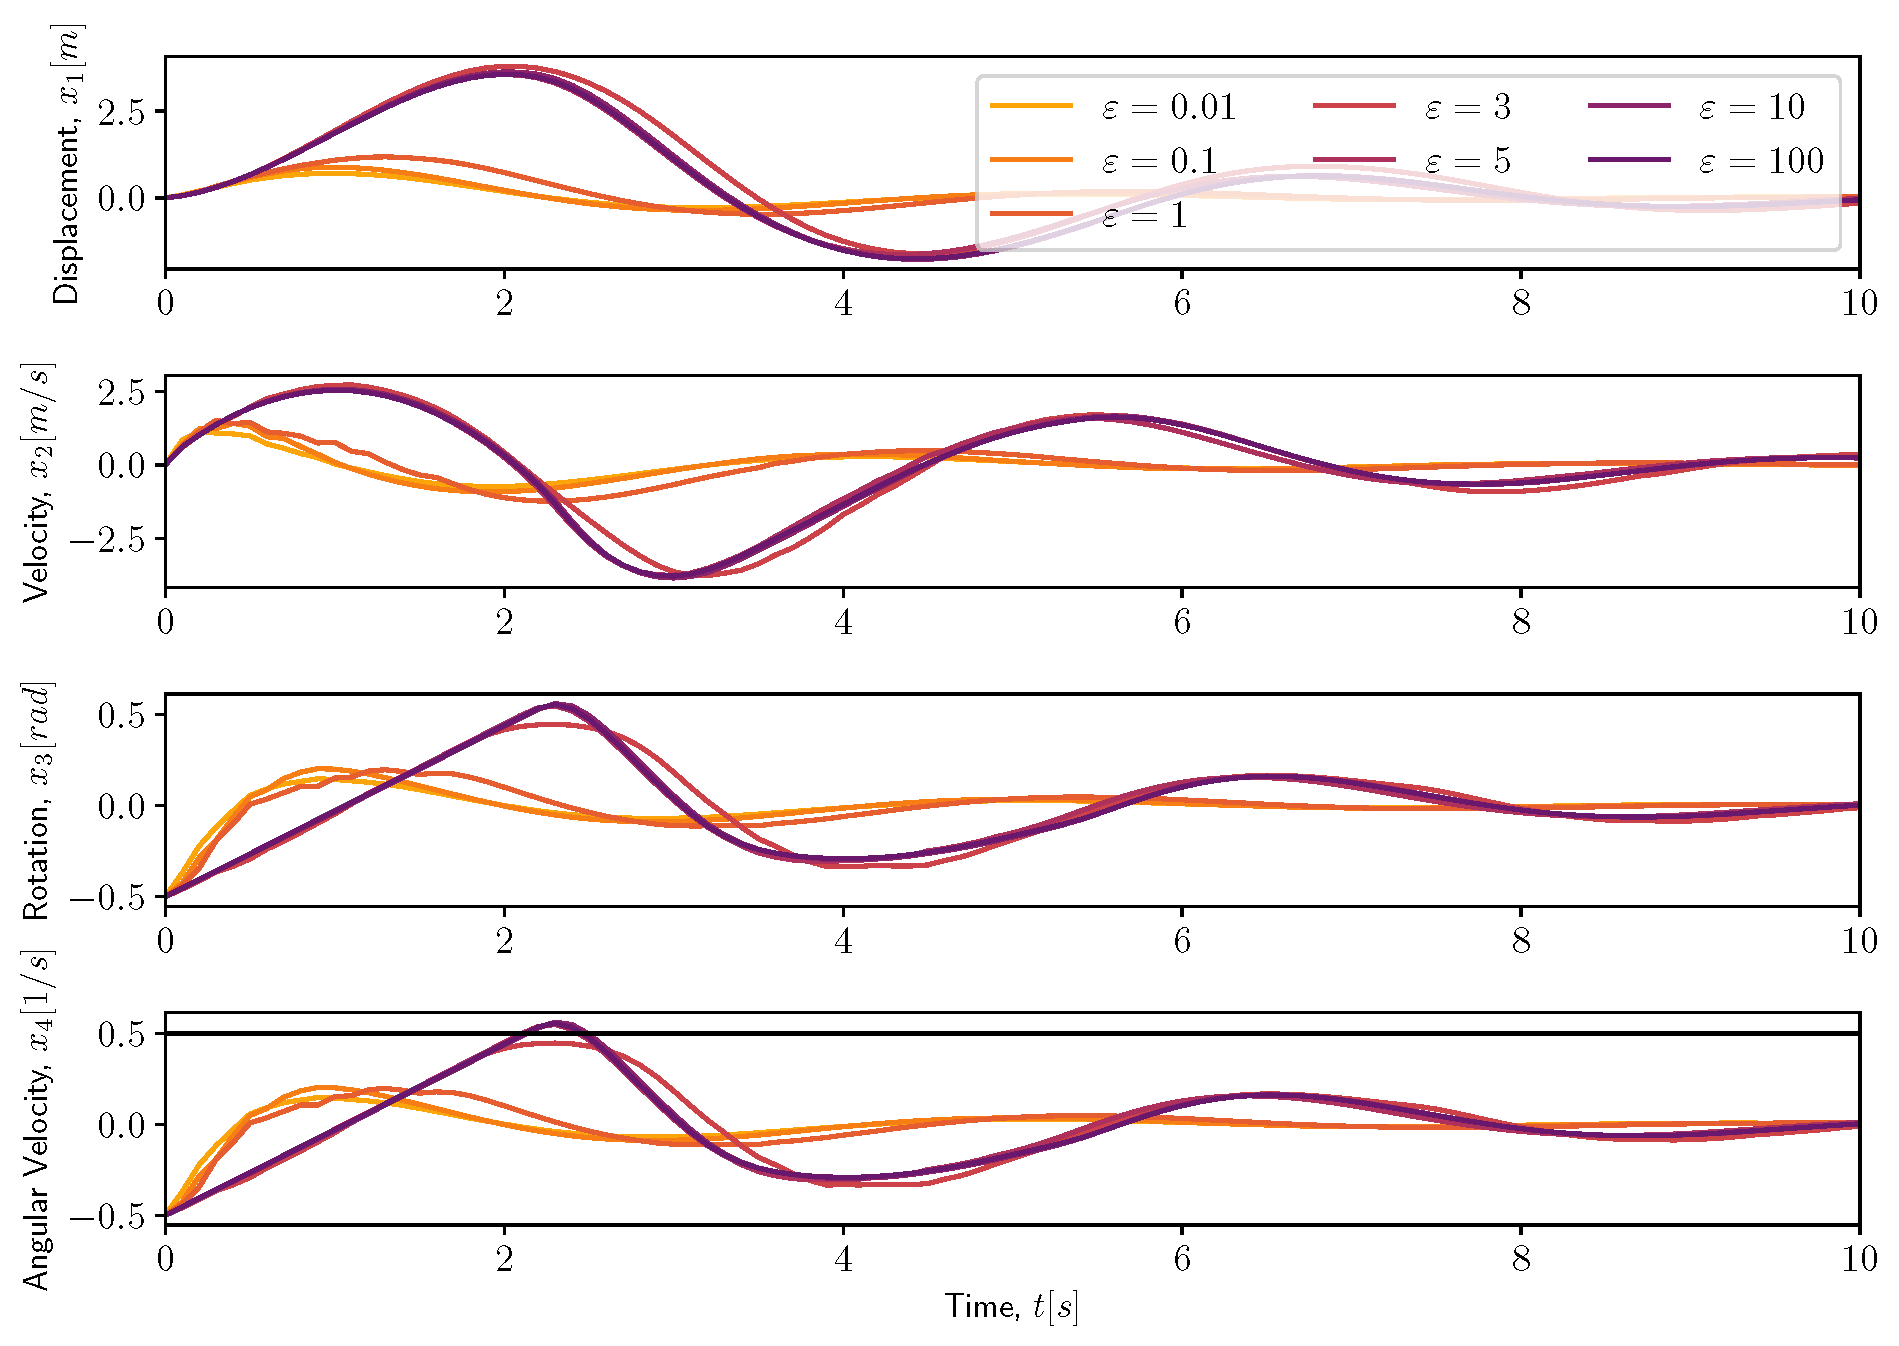 Displacement, x₁[m]
2.5
0.0
ε = 0.01 ε = 3 ε = 10
ε = 0.1 ε = 5 ε = 100
ε = 1
0 2 4 6 8 10
Velocity, x₂[m/s]
2.5
0.0
−2.5
0 2 4 6 8 10
Rotation, x₃[rad]
0.5
0.0
−0.5
0 2 4 6 8 10
Angular Velocity, x₄[1/s]
0.5
0.0
−0.5
0 2 4 6 8 10
Time, t[s]